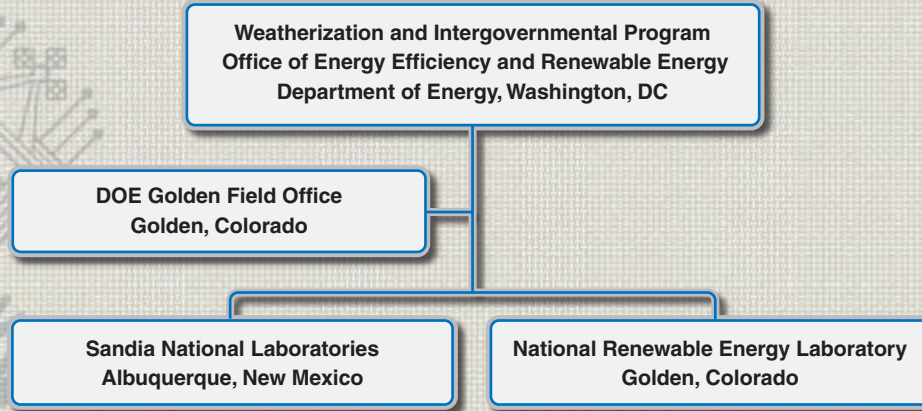 Weatherization and Intergovernmental Program
Office of Energy Efficiency and Renewable Energy
Department of Energy, Washington, DC
DOE Golden Field Office
Golden, Colorado
Sandia National Laboratories
Albuquerque, New Mexico
National Renewable Energy Laboratory
Golden, Colorado